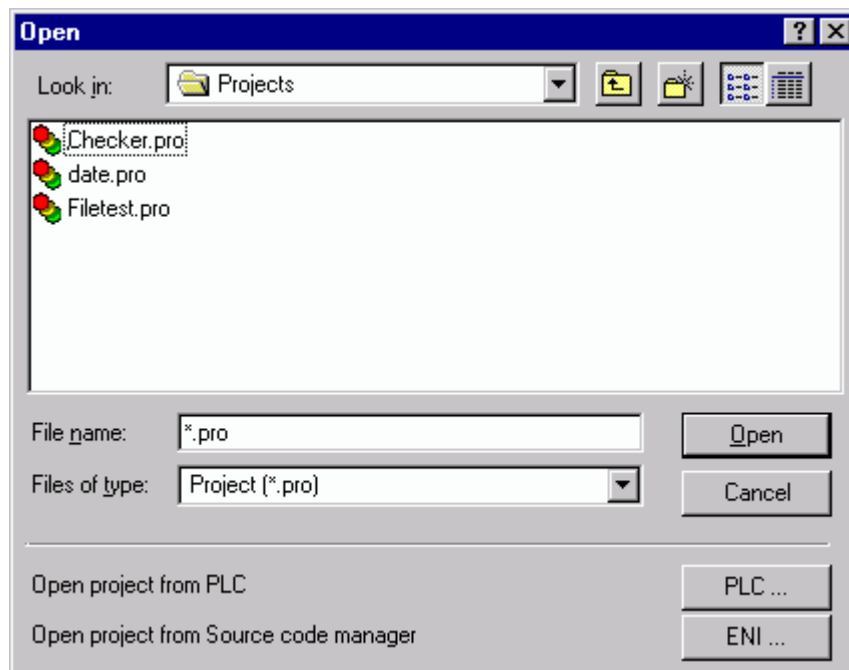 Open
Look in: Projects
Checker.pro
date.pro
Filetest.pro
File name: *.pro Open
Files of type: Project (*.pro) Cancel
Open project from PLC PLC ...
Open project from Source code manager ENI ...